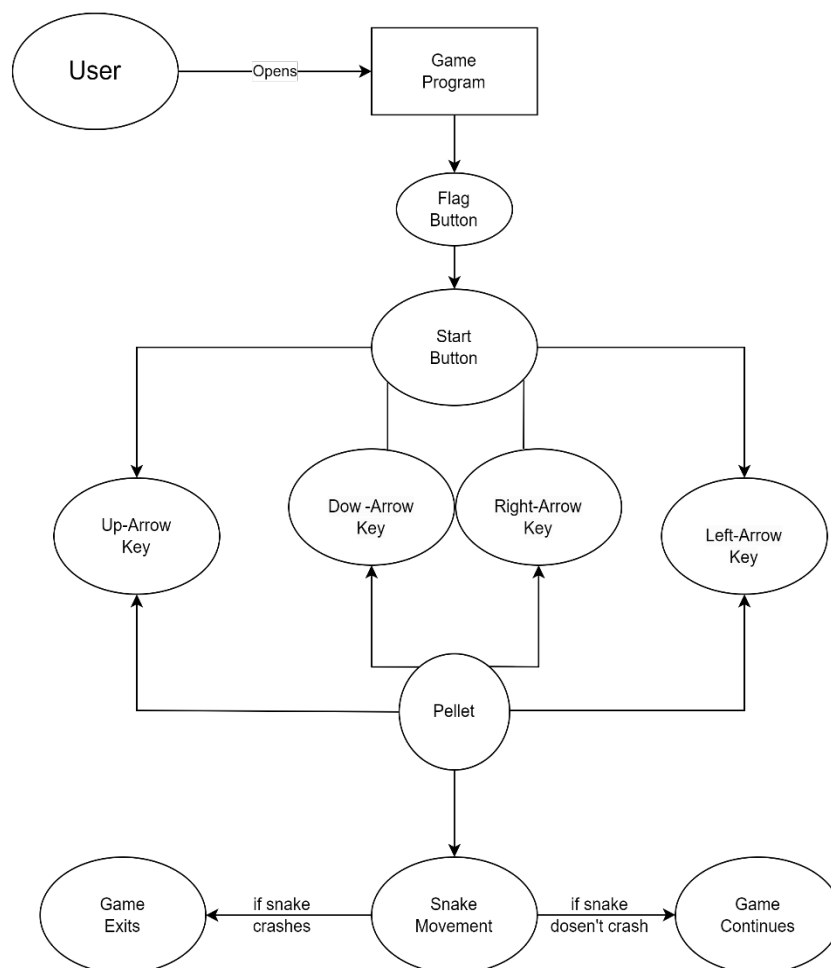 User
Opens
Game
Program
Flag
Button
Start
Button
Up-Arrow
Key
Dow -Arrow
Key
Right-Arrow
Key
Left-Arrow
Key
Pellet
Game
Exits
if snake
crashes
Snake
Movement
if snake
dosen't crash
Game
Continues